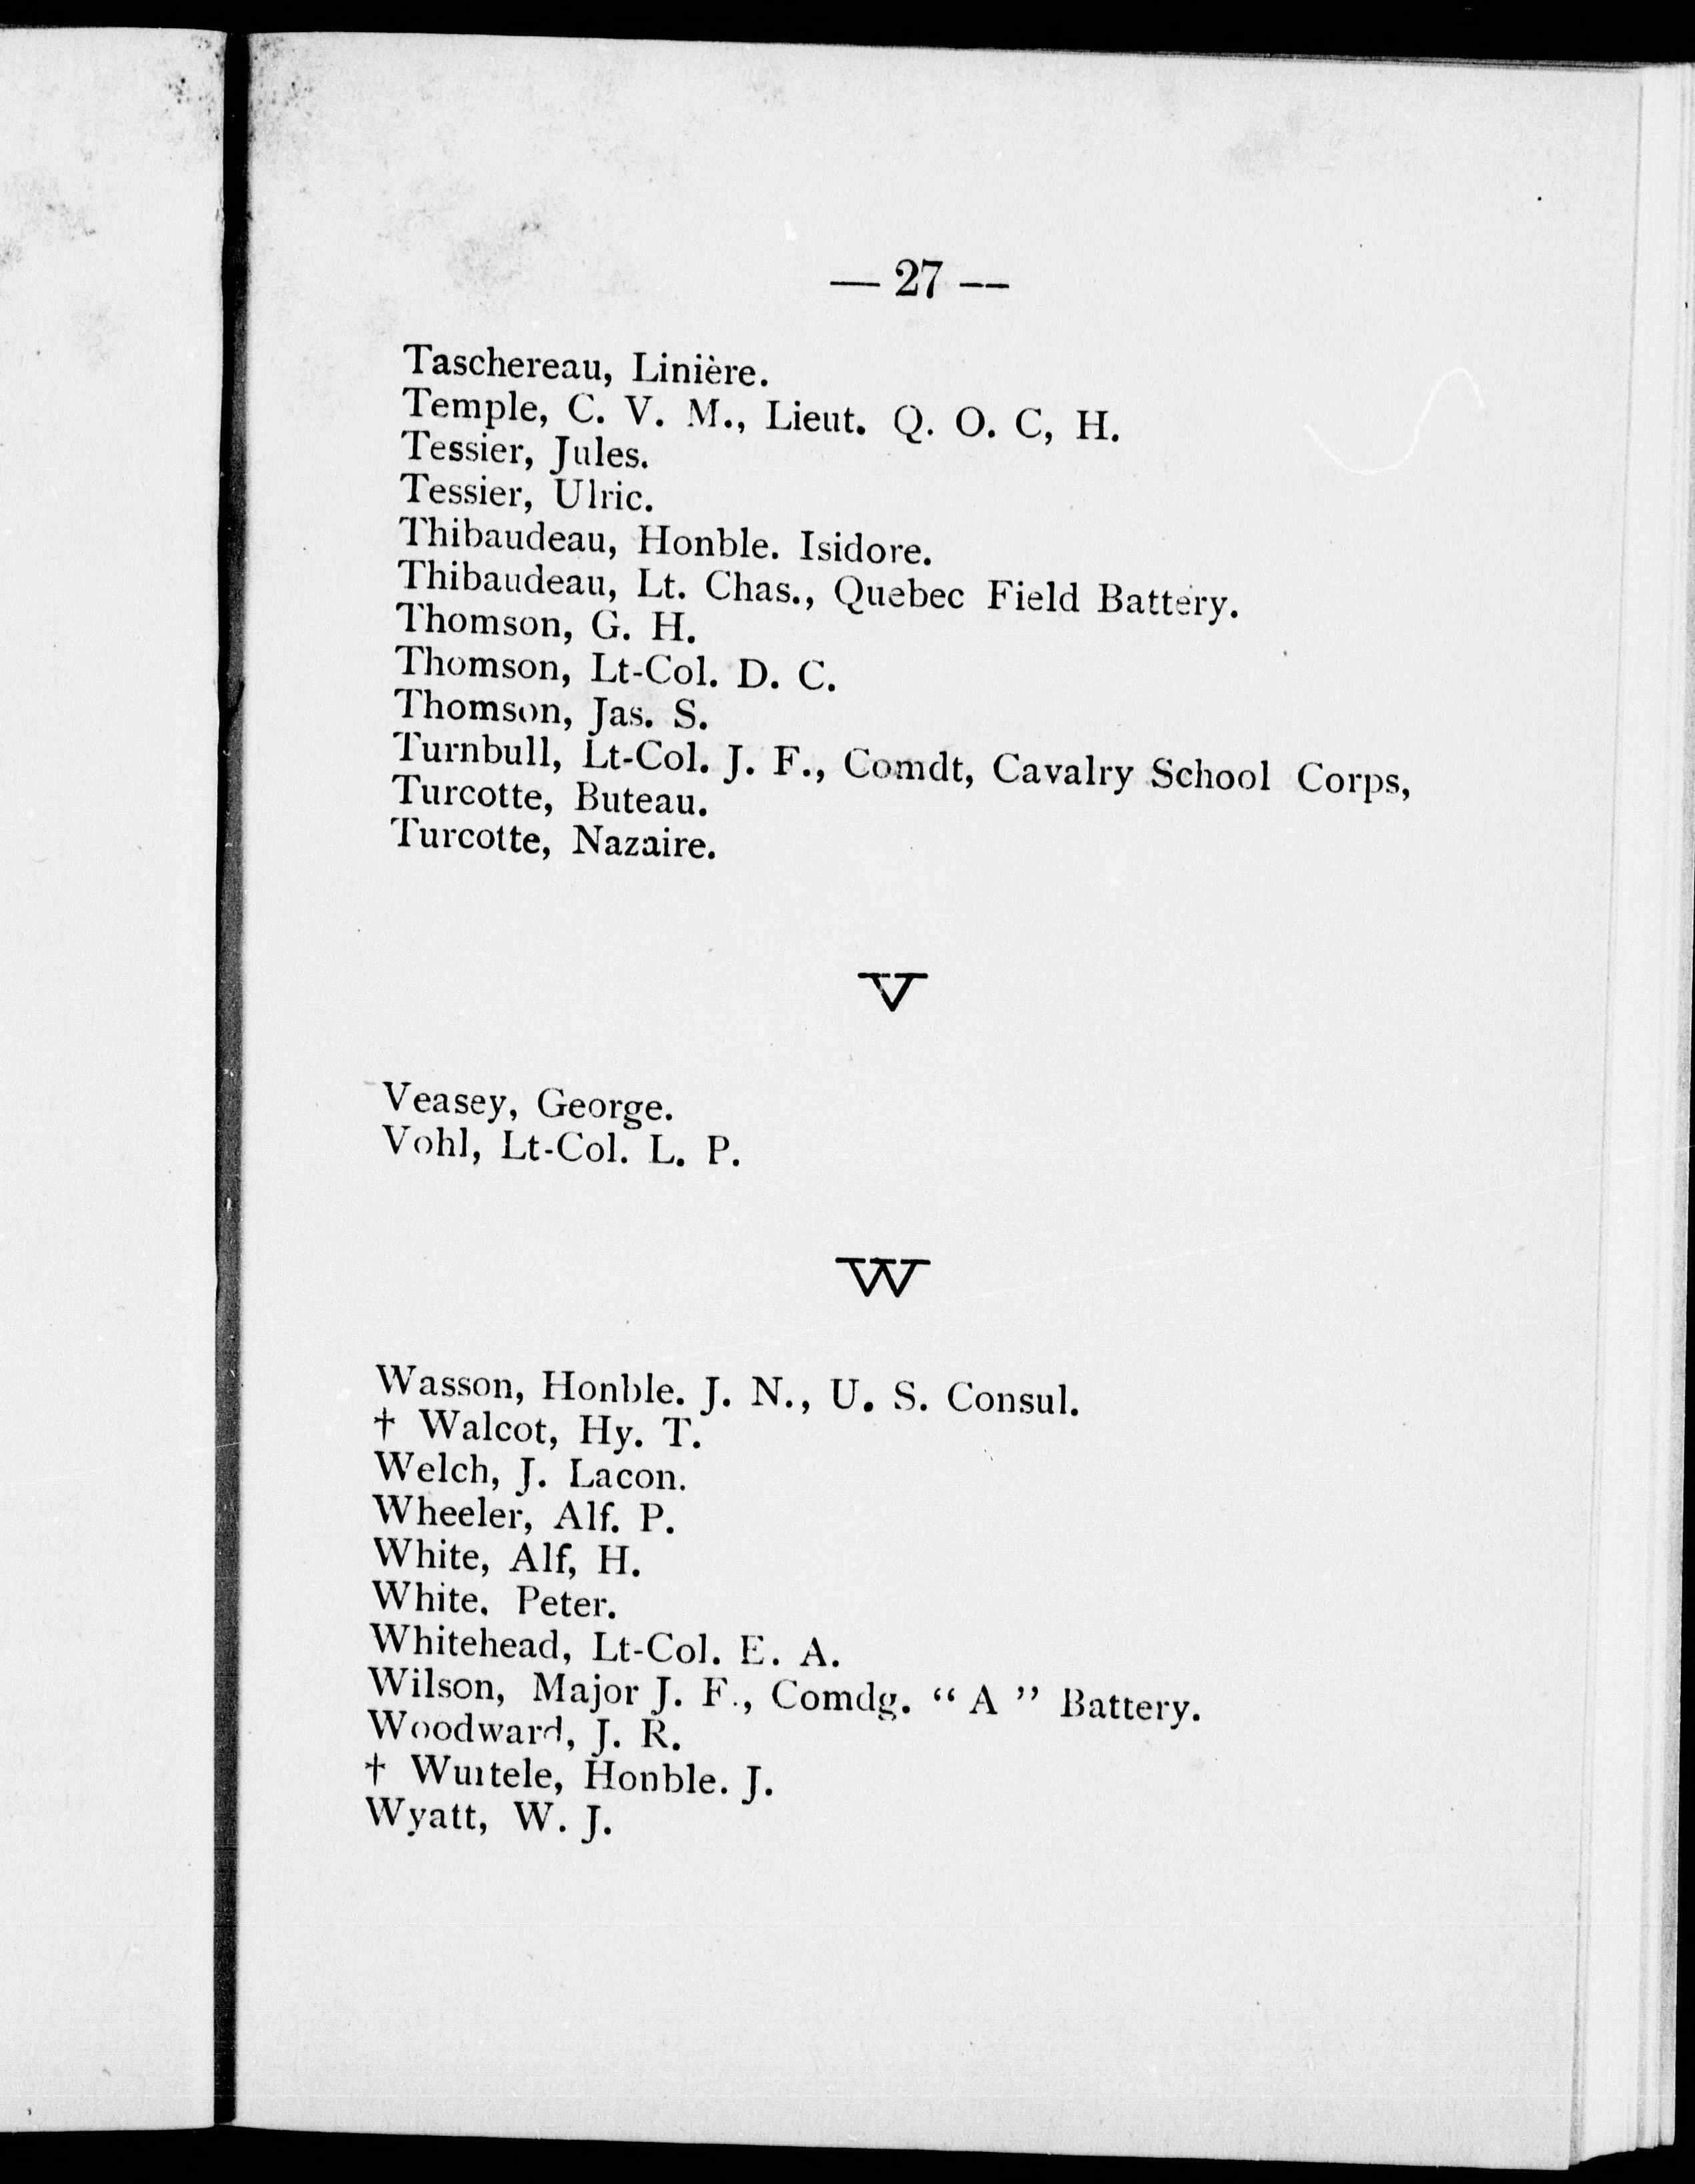 — 27 —
Taschereau, Linière.
Temple, C. V. M., Lieut. Q. O. C, H.
Tessier, Jules.
Tessier, Ulric.
Thibaudeau, Honble. Isidore.
Thibaudeau, Lt. Chas., Quebec Field Battery.
Thomson, G. H.
Thomson, Lt-Col. D. C.
Thomson, Jas. S.
Turnbull, Lt-Col. J. F., Comdt, Cavalry School Corps,
Turcotte, Buteau.
Turcotte, Nazaire.
V
Veasey, George.
Vohl, Lt-Col. L. P.
W
Wasson, Honble. J. N., U. S. Consul.
† Walcot, Hy. T.
Welch, J. Lacon.
Wheeler, Alf. P.
White, Alf, H.
White. Peter.
Whitehead, Lt-Col. E. A.
Wilson, Major J. F., Comdg. “ A ” Battery.
Woodward, J. R.
† Wurtele, Honble. J.
Wyatt, W. J.